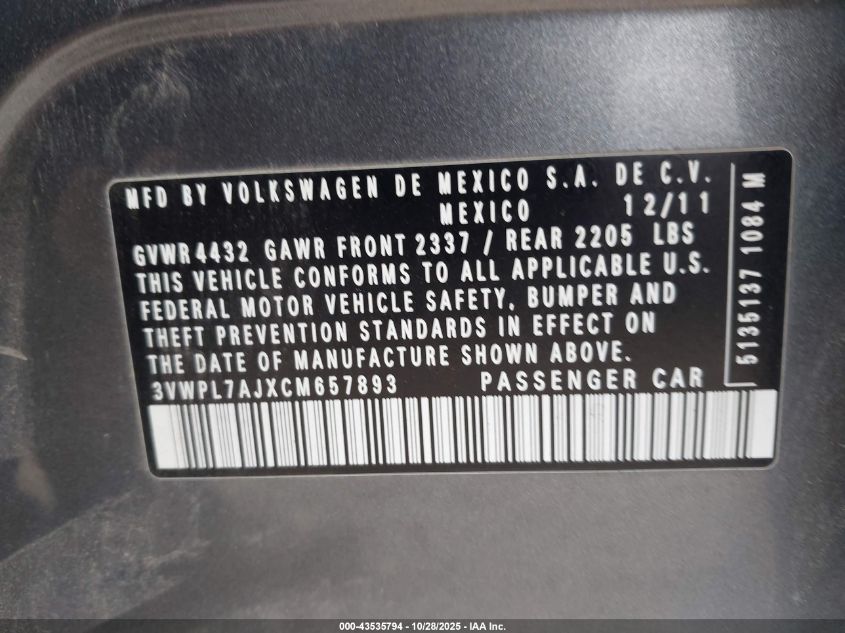 MFD BY VOLKSWAGEN DE MEXICO S.A. DE C.V.
MEXICO 12/11
GVWR 4432 GAWR FRONT 2337 / REAR 2205 LBS
THIS VEHICLE CONFORMS TO ALL APPLICABLE U.S.
FEDERAL MOTOR VEHICLE SAFETY, BUMPER AND
THEFT PREVENTION STANDARDS IN EFFECT ON
THE DATE OF MANUFACTURE SHOWN ABOVE.
3VWPL7AJXCM657893 PASSENGER CAR
5135137 1084 M
000-43535794 - 10/28/2025 - IAA Inc.